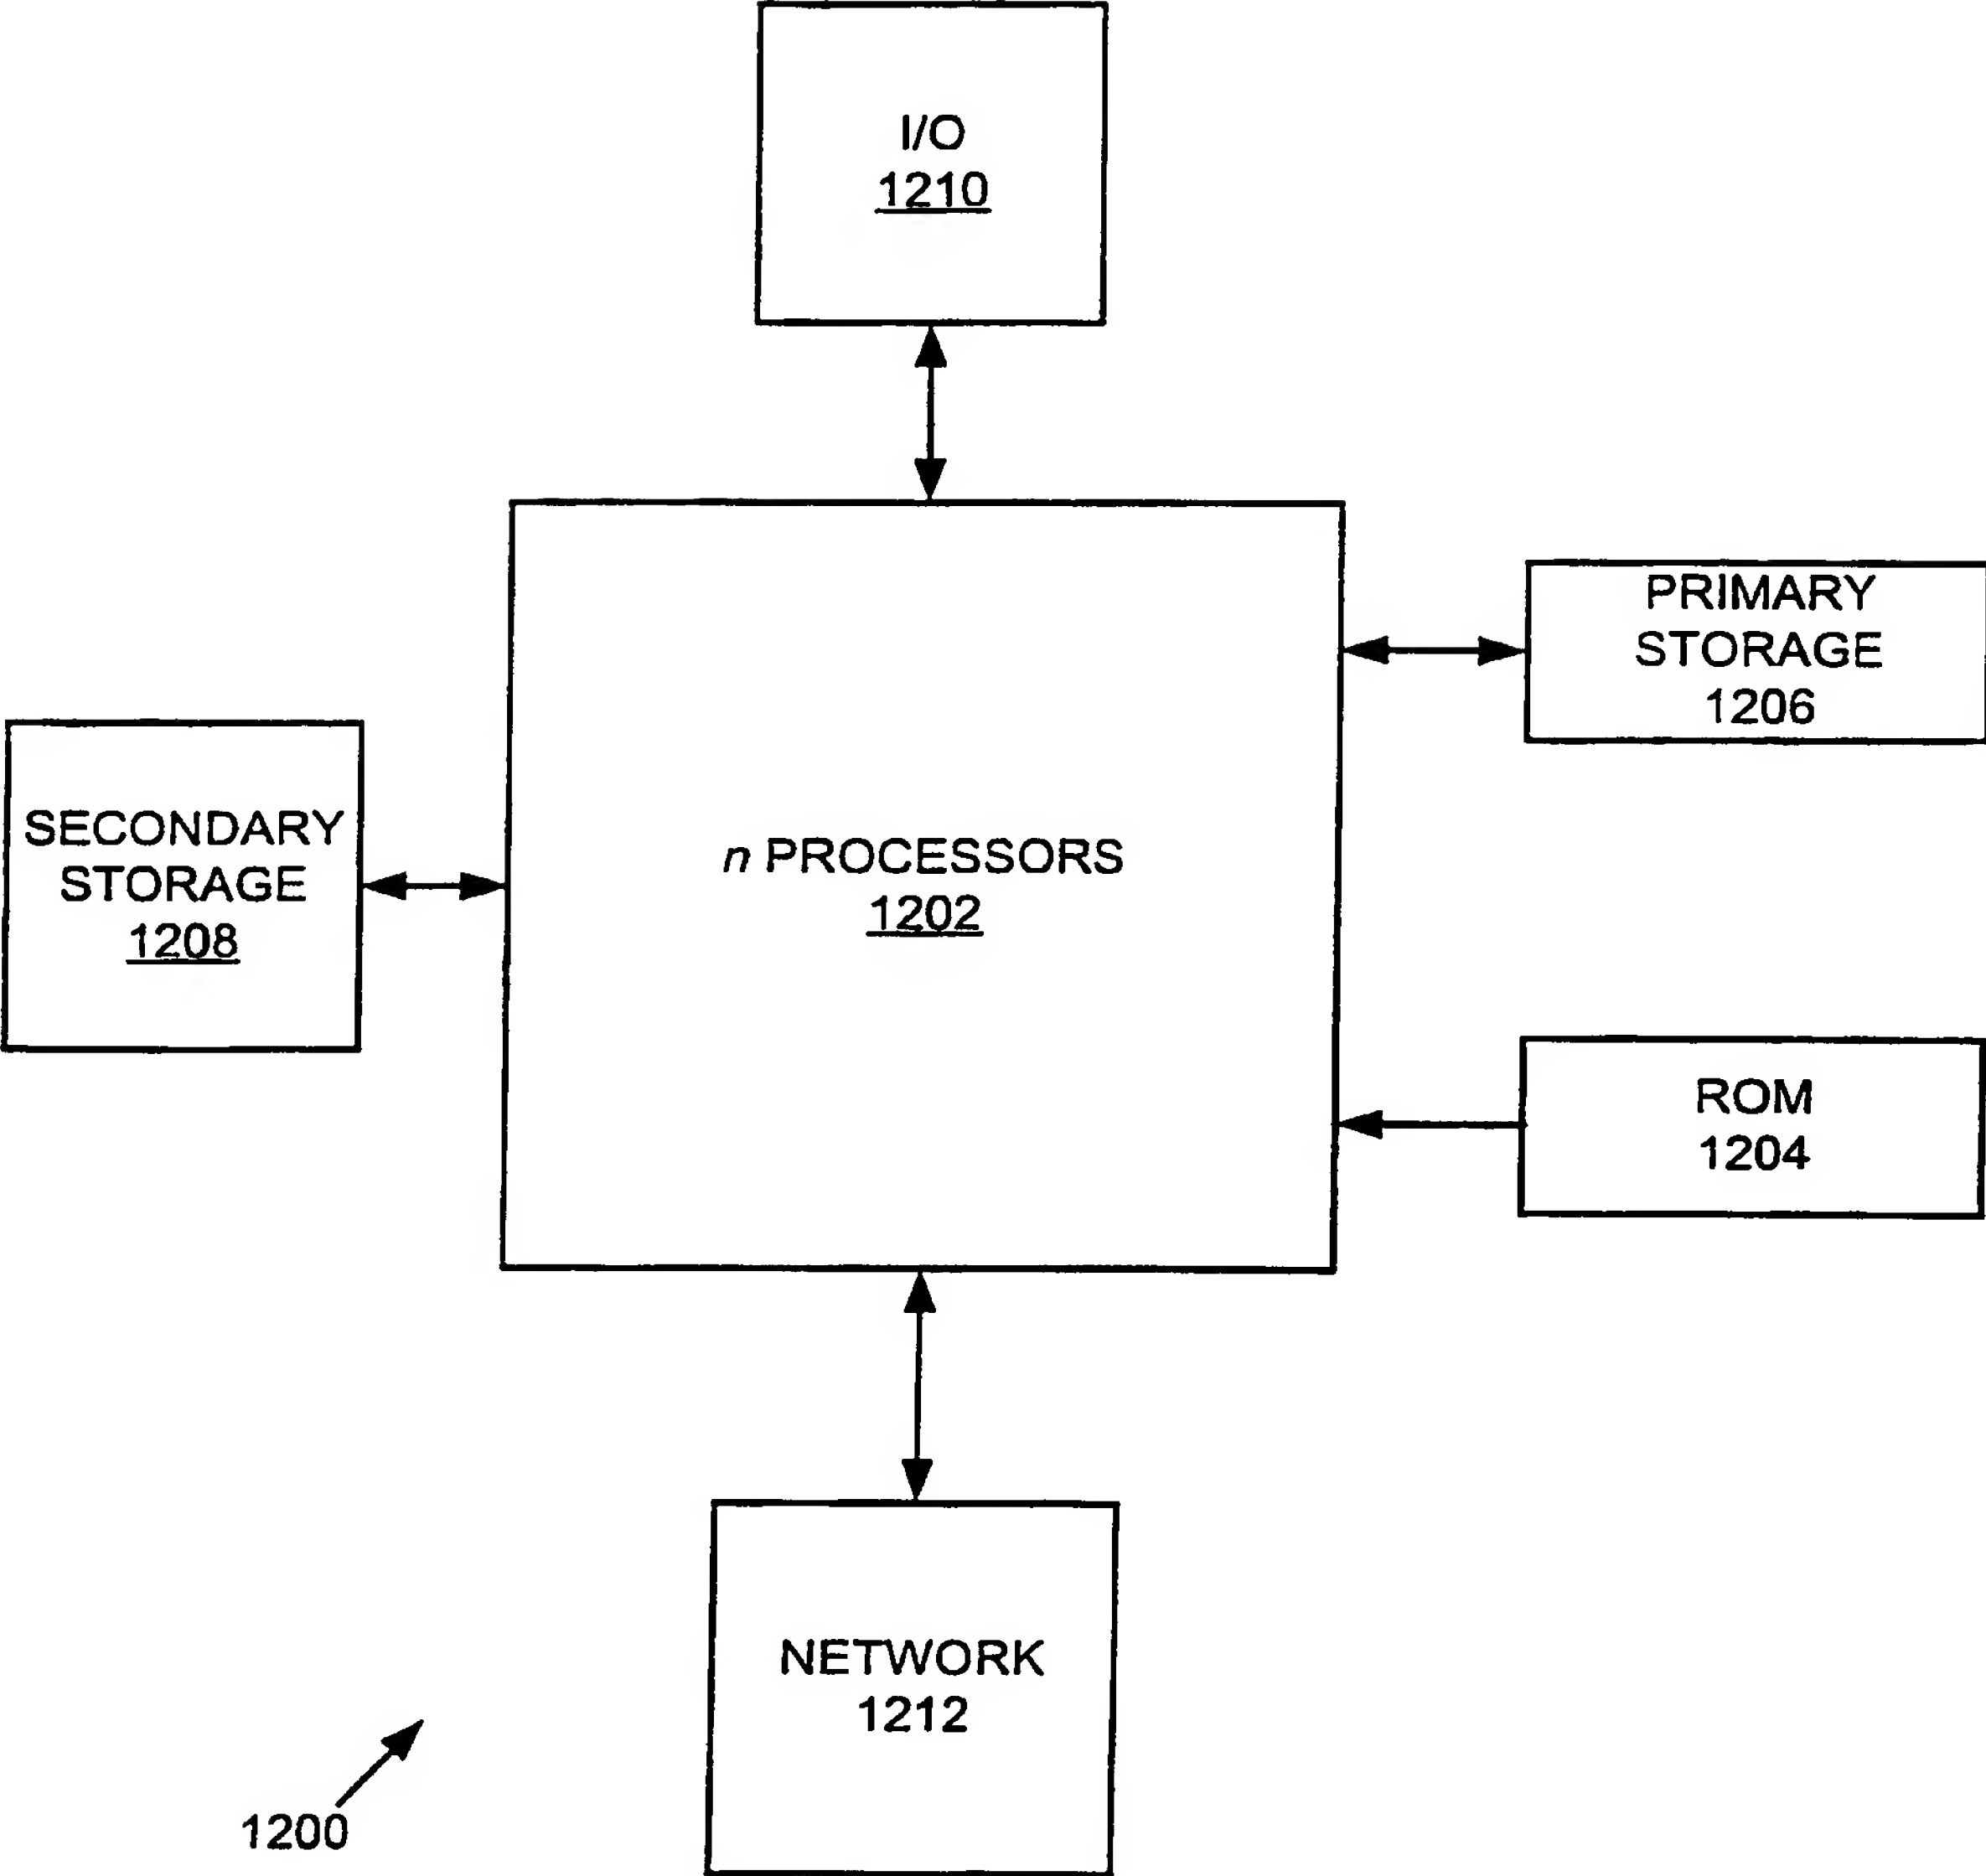 I/O
1210
PRIMARY
STORAGE
1206
SECONDARY
STORAGE
1208
n PROCESSORS
1202
ROM
1204
NETWORK
1212
1200